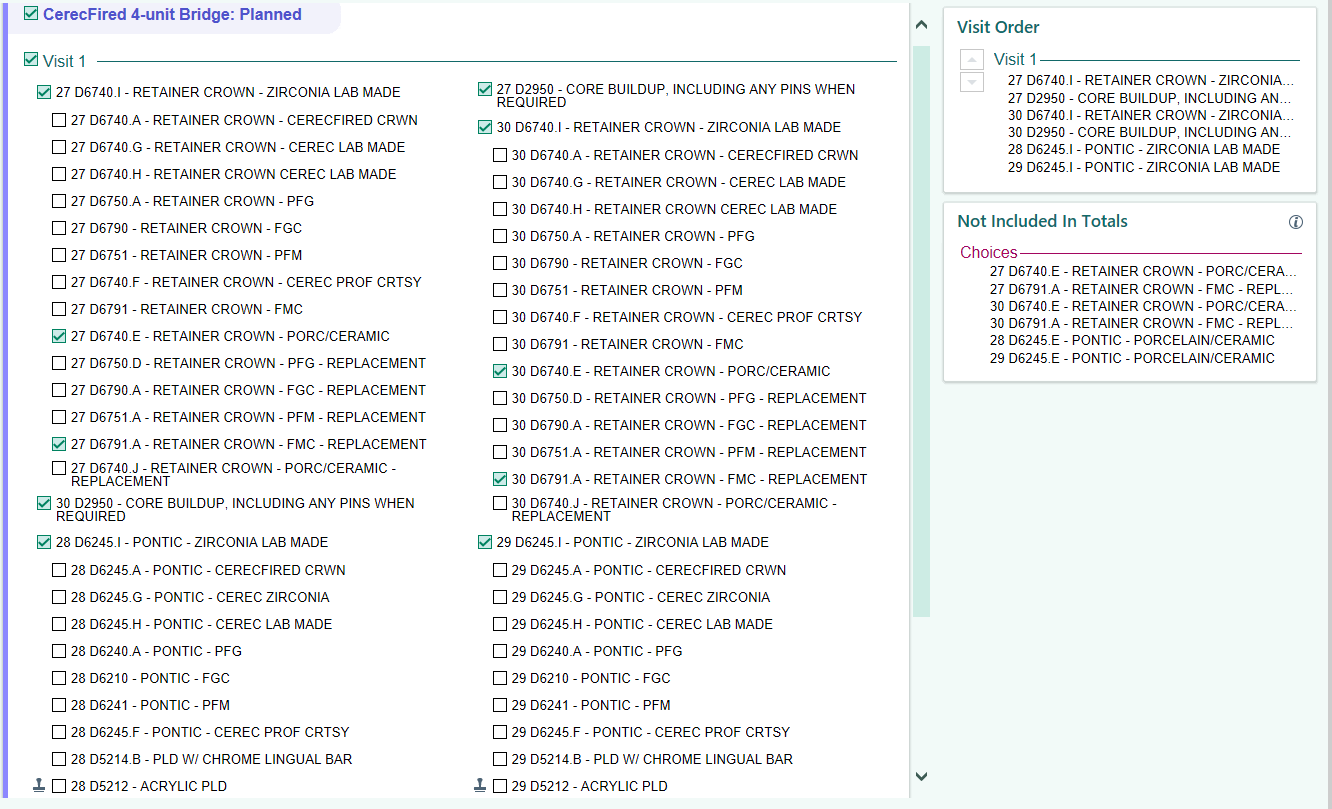 CerecFired 4-unit Bridge: Planned
Visit 1
27 D6740.I - RETAINER CROWN - ZIRCONIA LAB MADE
27 D6740.A - RETAINER CROWN - CERECFIRED CRWN
27 D6740.G - RETAINER CROWN - CEREC LAB MADE
27 D6740.H - RETAINER CROWN CEREC LAB MADE
27 D6750.A - RETAINER CROWN - PFG
27 D6790 - RETAINER CROWN - FGC
27 D6751 - RETAINER CROWN - PFM
27 D6740.F - RETAINER CROWN - CEREC PROF CRTSY
27 D6791 - RETAINER CROWN - FMC
27 D6740.E - RETAINER CROWN - PORC/CERAMIC
27 D6750.D - RETAINER CROWN - PFG - REPLACEMENT
27 D6790.A - RETAINER CROWN - FGC - REPLACEMENT
27 D6751.A - RETAINER CROWN - PFM - REPLACEMENT
27 D6791.A - RETAINER CROWN - FMC - REPLACEMENT
27 D6740.J - RETAINER CROWN - PORC/CERAMIC -
REPLACEMENT
27 D2950 - CORE BUILDUP, INCLUDING ANY PINS WHEN
REQUIRED
30 D6740.I - RETAINER CROWN - ZIRCONIA LAB MADE
30 D6740.A - RETAINER CROWN - CERECFIRED CRWN
30 D6740.G - RETAINER CROWN - CEREC LAB MADE
30 D6740.H - RETAINER CROWN CEREC LAB MADE
30 D6750.A - RETAINER CROWN - PFG
30 D6790 - RETAINER CROWN - FGC
30 D6751 - RETAINER CROWN - PFM
30 D6740.F - RETAINER CROWN - CEREC PROF CRTSY
30 D6791 - RETAINER CROWN - FMC
30 D6740.E - RETAINER CROWN - PORC/CERAMIC
30 D6750.D - RETAINER CROWN - PFG - REPLACEMENT
30 D6790.A - RETAINER CROWN - FGC - REPLACEMENT
30 D6751.A - RETAINER CROWN - PFM - REPLACEMENT
30 D6791.A - RETAINER CROWN - FMC - REPLACEMENT
30 D6740.J - RETAINER CROWN - PORC/CERAMIC -
REPLACEMENT
30 D2950 - CORE BUILDUP, INCLUDING ANY PINS WHEN
REQUIRED
28 D6245.I - PONTIC - ZIRCONIA LAB MADE
28 D6245.A - PONTIC - CERECFIRED CRWN
28 D6245.G - PONTIC - CEREC ZIRCONIA
28 D6245.H - PONTIC - CEREC LAB MADE
28 D6240.A - PONTIC - PFG
28 D6210 - PONTIC - FGC
28 D6241 - PONTIC - PFM
28 D6245.F - PONTIC - CEREC PROF CRTSY
28 D5214.B - PLD W/ CHROME LINGUAL BAR
28 D5212 - ACRYLIC PLD
29 D6245.I - PONTIC - ZIRCONIA LAB MADE
29 D6245.A - PONTIC - CERECFIRED CRWN
29 D6245.G - PONTIC - CEREC ZIRCONIA
29 D6245.H - PONTIC - CEREC LAB MADE
29 D6240.A - PONTIC - PFG
29 D6210 - PONTIC - FGC
29 D6241 - PONTIC - PFM
29 D6245.F - PONTIC - CEREC PROF CRTSY
29 D5214.B - PLD W/ CHROME LINGUAL BAR
29 D5212 - ACRYLIC PLD
Visit Order
Visit 1
27 D6740.I - RETAINER CROWN - ZIRCONIA...
27 D2950 - CORE BUILDUP, INCLUDING AN...
30 D6740.I - RETAINER CROWN - ZIRCONIA...
30 D2950 - CORE BUILDUP, INCLUDING AN...
28 D6245.I - PONTIC - ZIRCONIA LAB MADE
29 D6245.I - PONTIC - ZIRCONIA LAB MADE
Not Included In Totals
Choices
27 D6740.E - RETAINER CROWN - PORC/CERA...
27 D6791.A - RETAINER CROWN - FMC - REPL...
30 D6740.E - RETAINER CROWN - PORC/CERA...
30 D6791.A - RETAINER CROWN - FMC - REPL...
28 D6245.E - PONTIC - PORCELAIN/CERAMIC
29 D6245.E - PONTIC - PORCELAIN/CERAMIC